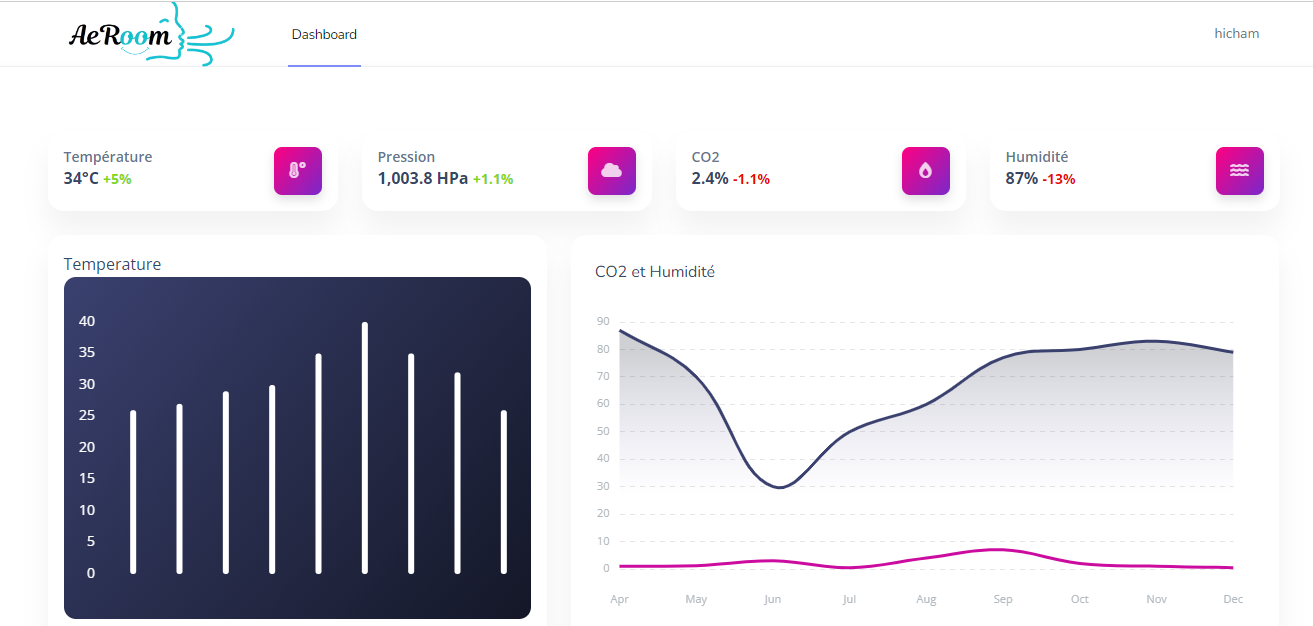 AeRoom
Dashboard
hicham
Température
34°C +5%
Pression
1,003.8 HPa +1.1%
CO2
2.4% -1.1%
Humidité
87% -13%
Temperature
40
35
30
25
20
15
10
5
0
CO2 et Humidité
90
80
70
60
50
40
30
20
10
0
Apr May Jun Jul Aug Sep Oct Nov Dec